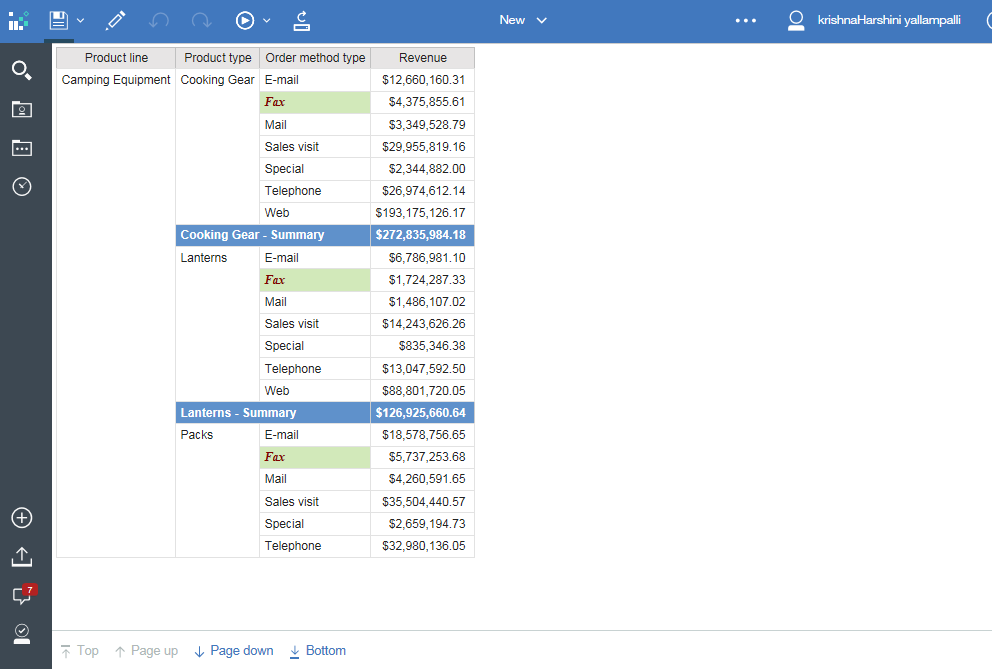 New krishnaHarshini yallampalli
Product line Product type Order method type Revenue
Camping Equipment Cooking Gear E-mail $12,660,160.31
Fax $4,375,855.61
Mail $3,349,528.79
Sales visit $29,955,819.16
Special $2,344,882.00
Telephone $26,974,612.14
Web $193,175,126.17
Cooking Gear - Summary $272,835,984.18
Lanterns E-mail $6,786,981.10
Fax $1,724,287.33
Mail $1,486,107.02
Sales visit $14,243,626.26
Special $835,346.38
Telephone $13,047,592.50
Web $88,801,720.05
Lanterns - Summary $126,925,660.64
Packs E-mail $18,578,756.65
Fax $5,737,253.68
Mail $4,260,591.65
Sales visit $35,504,440.57
Special $2,659,194.73
Telephone $32,980,136.05
7
Top Page up Page down Bottom